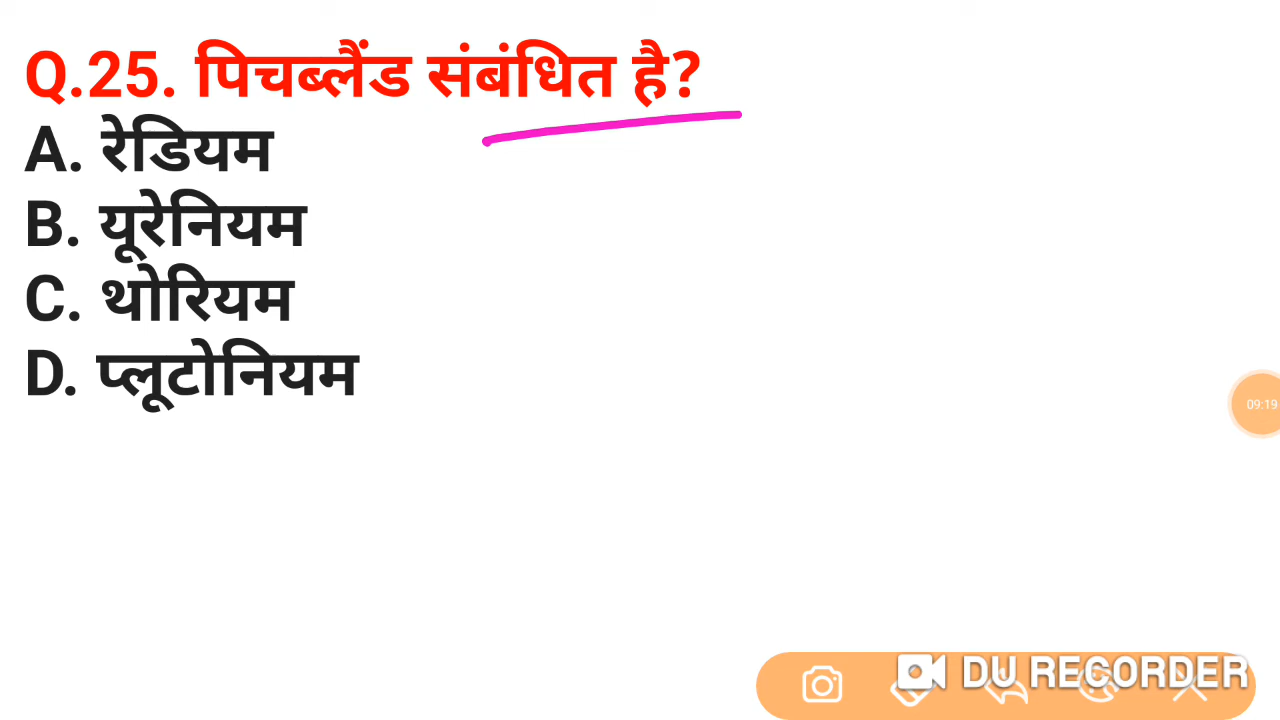 Q.25. पिचब्लैंड संबंधित है?
A. रेडियम
B. यूरेनियम
C. थोरियम
D. प्लूटोनियम
09:19
DU RECORDER